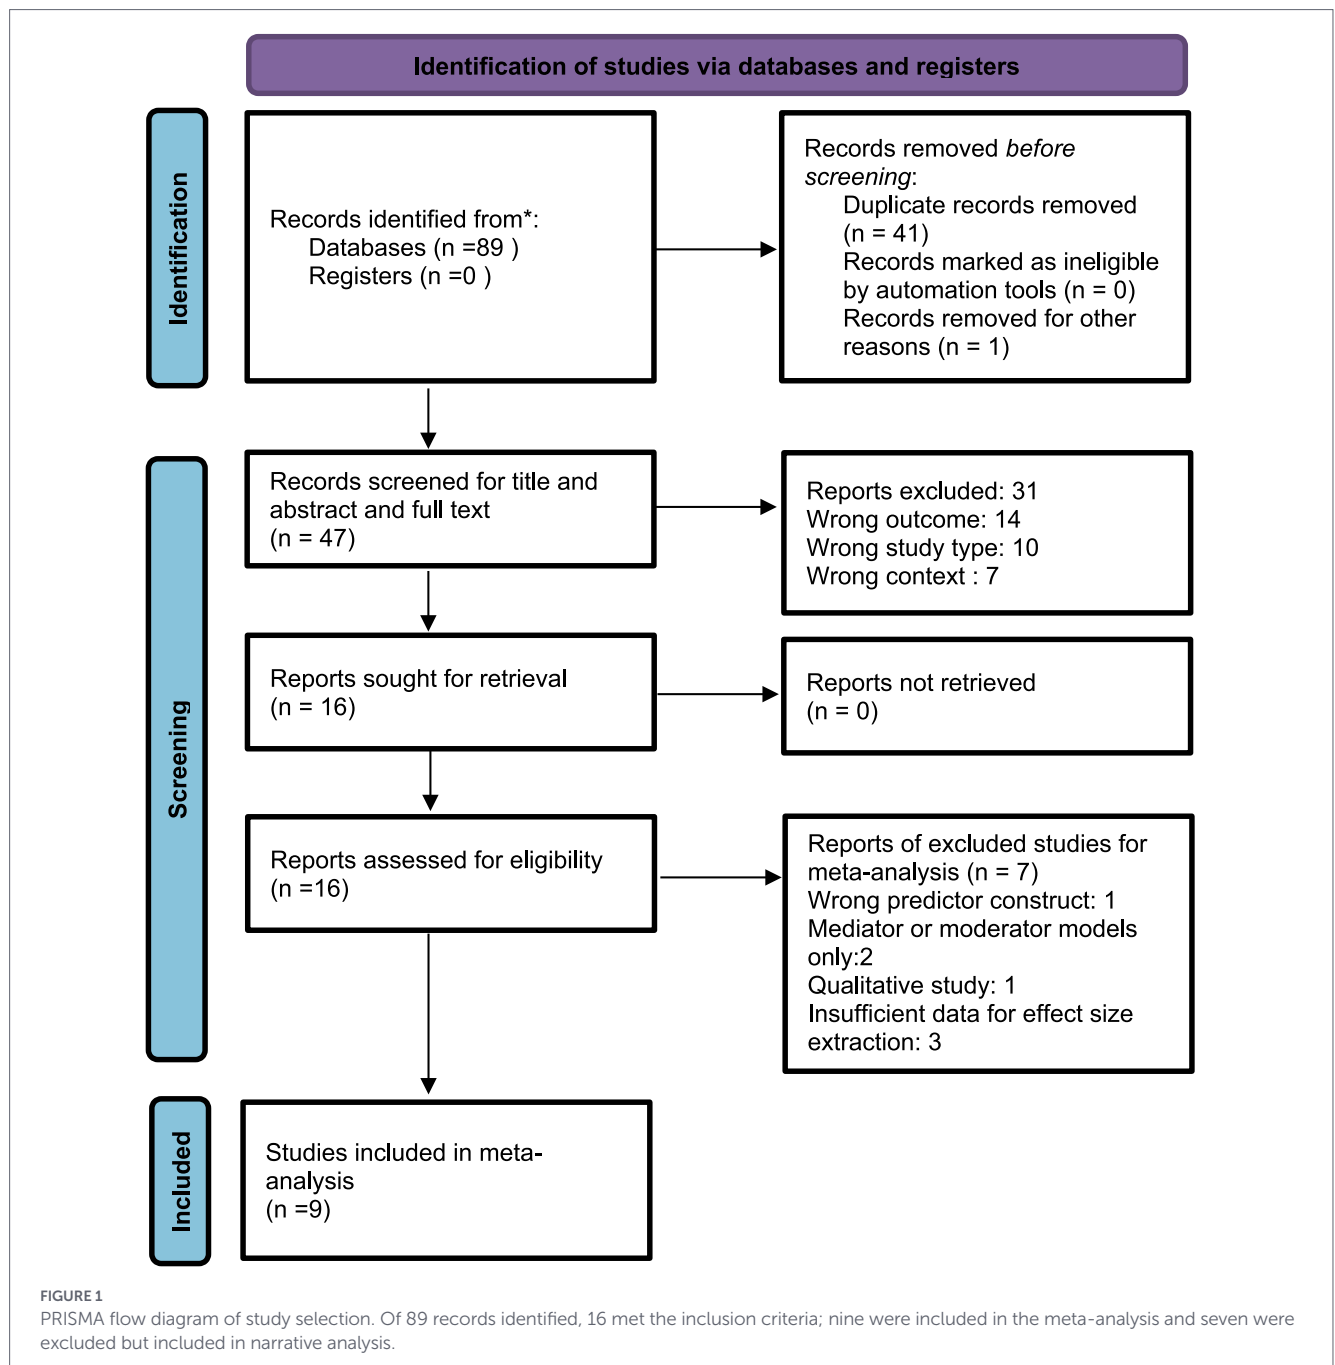 Identification of studies via databases and registers
Identification
Records identified from*:
Databases (n =89 )
Registers (n =0 )
Records removed before
screening:
Duplicate records removed
(n = 41)
Records marked as ineligible
by automation tools (n = 0)
Records removed for other
reasons (n = 1)
Screening
Records screened for title and
abstract and full text
(n = 47)
Reports excluded: 31
Wrong outcome: 14
Wrong study type: 10
Wrong context : 7
Reports sought for retrieval
(n = 16)
Reports not retrieved
(n = 0)
Reports assessed for eligibility
(n =16)
Reports of excluded studies for
meta-analysis (n = 7)
Wrong predictor construct: 1
Mediator or moderator models
only:2
Qualitative study: 1
Insufficient data for effect size
extraction: 3
Included
Studies included in meta-
analysis
(n =9)
FIGURE 1
PRISMA flow diagram of study selection. Of 89 records identified, 16 met the inclusion criteria; nine were included in the meta-analysis and seven were
excluded but included in narrative analysis.